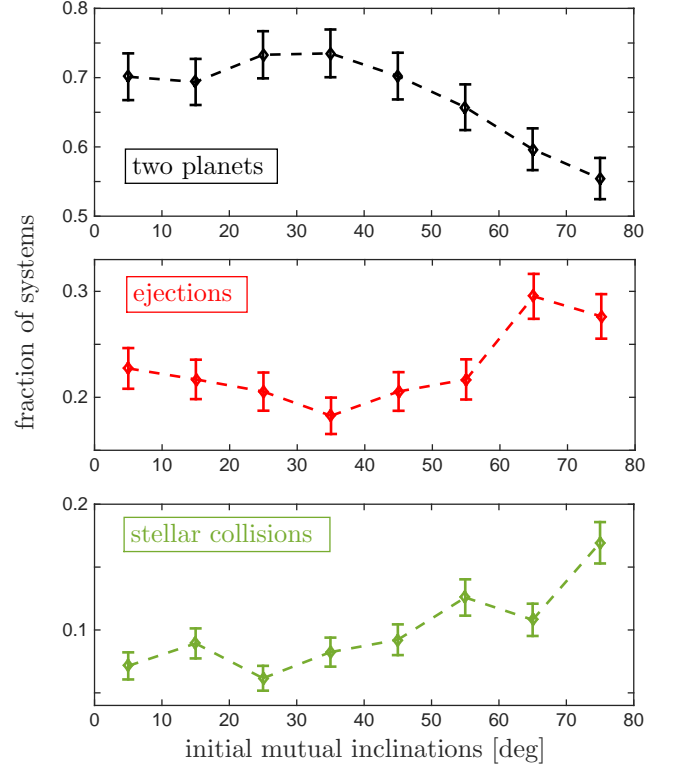 0.8
0.7
0.6
0.5
two planets
0 10 20 30 40 50 60 70 80
fraction of systems
0.3
0.2
ejections
0 10 20 30 40 50 60 70 80
0.2
0.1
stellar collisions
0 10 20 30 40 50 60 70 80
initial mutual inclinations [deg]